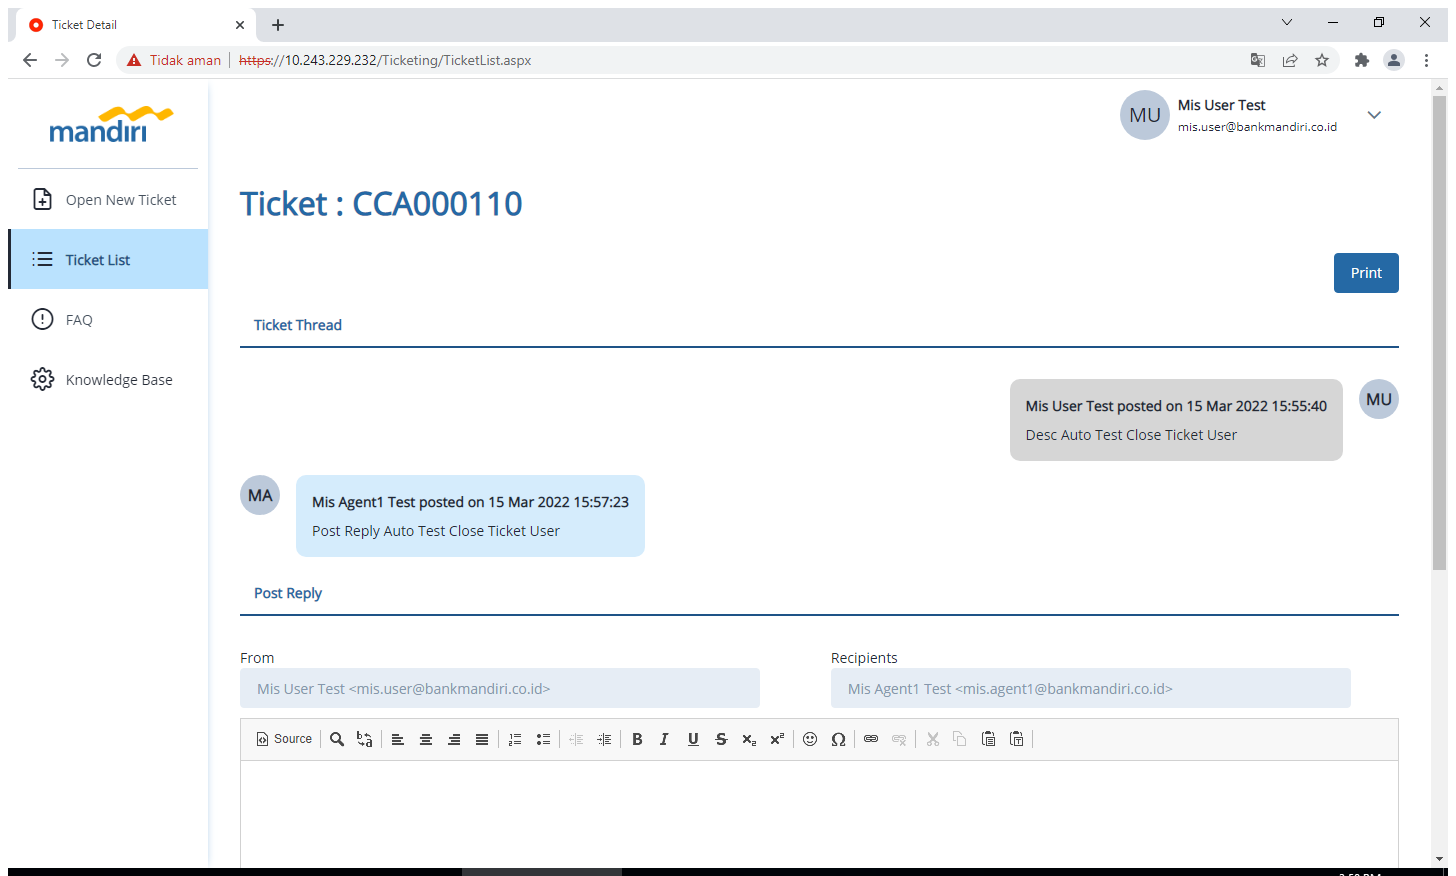 Ticket Detail
Tidak aman | https://10.243.229.232/Ticketing/TicketList.aspx
mandiri
MU
Mis User Test
mis.user@bankmandiri.co.id
Open New Ticket
Ticket List
FAQ
Knowledge Base
Ticket : CCA000110
Print
Ticket Thread
Mis User Test posted on 15 Mar 2022 15:55:40
MU
Desc Auto Test Close Ticket User
MA
Mis Agent1 Test posted on 15 Mar 2022 15:57:23
Post Reply Auto Test Close Ticket User
Post Reply
From
Recipients
Mis User Test <mis.user@bankmandiri.co.id>
Mis Agent1 Test <mis.agent1@bankmandiri.co.id>
Source